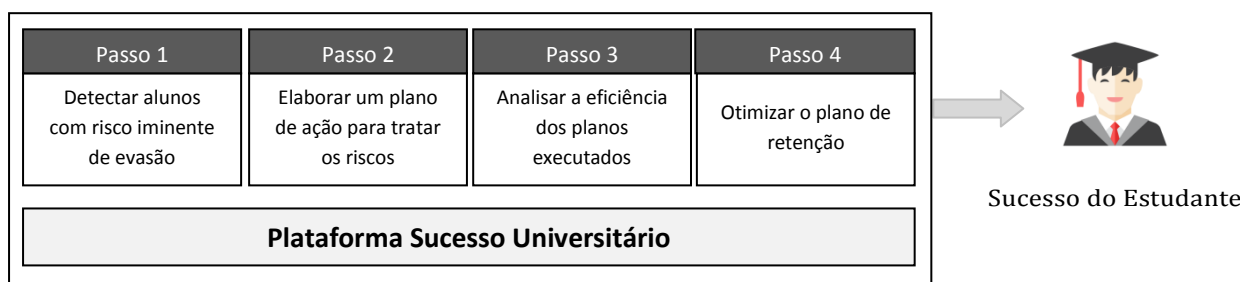 Passo 1
Detectar alunos
com risco iminente
de evasão
Passo 2
Elaborar um plano
de ação para tratar
os riscos
Passo 3
Analisar a eficiência
dos planos
executados
Passo 4
Otimizar o plano de
retenção
Plataforma Sucesso Universitário
Sucesso do Estudante